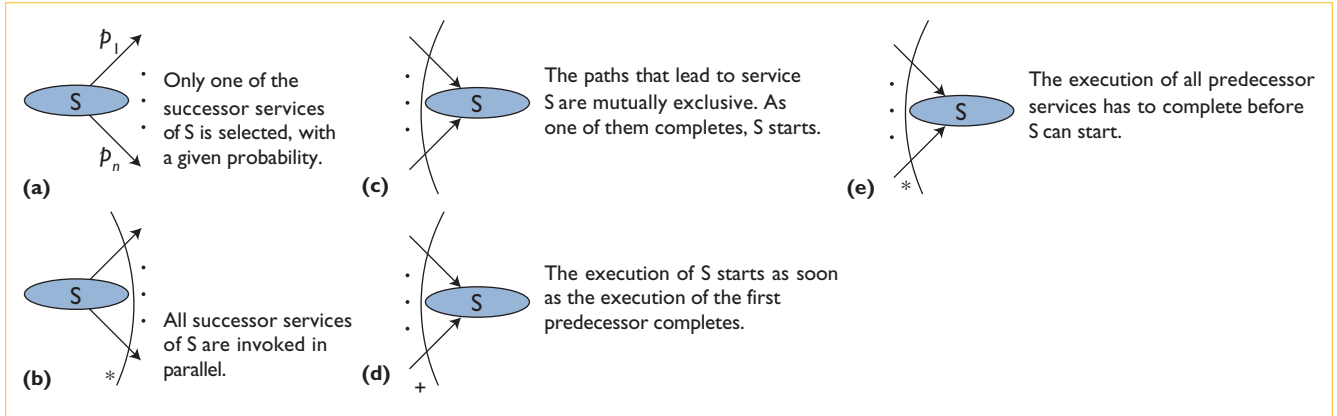 p1
S
pn
Only one of the
successor services
of S is selected, with
a given probability.
(a)
S
All successor services
of S are invoked in
parallel.
*
(b)
S
The paths that lead to service
S are mutually exclusive. As
one of them completes, S starts.
(c)
S
The execution of S starts as soon
as the execution of the first
predecessor completes.
(d)
+
S
The execution of all predecessor
services has to complete before
S can start.
*
(e)